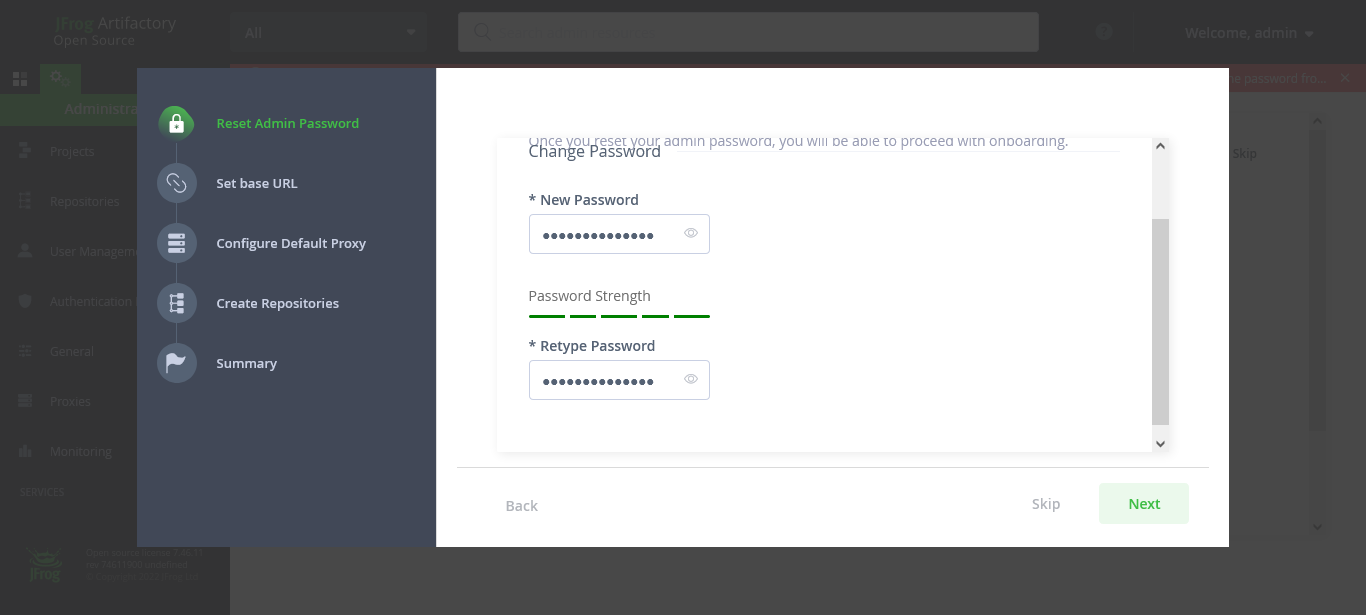 JFrog Artifactory
Open Source
All
Welcome, admin
Administra
Projects
Repositories
User Manageme
Authentication
General
Proxies
Monitoring
SERVICES
JFrog
e password fro...
Skip
Reset Admin Password
Set base URL
Configure Default Proxy
Create Repositories
Summary
Once you reset your admin password, you will be able to proceed with onboarding.
Change Password
* New Password
Password Strength
* Retype Password
Back
Skip
Next